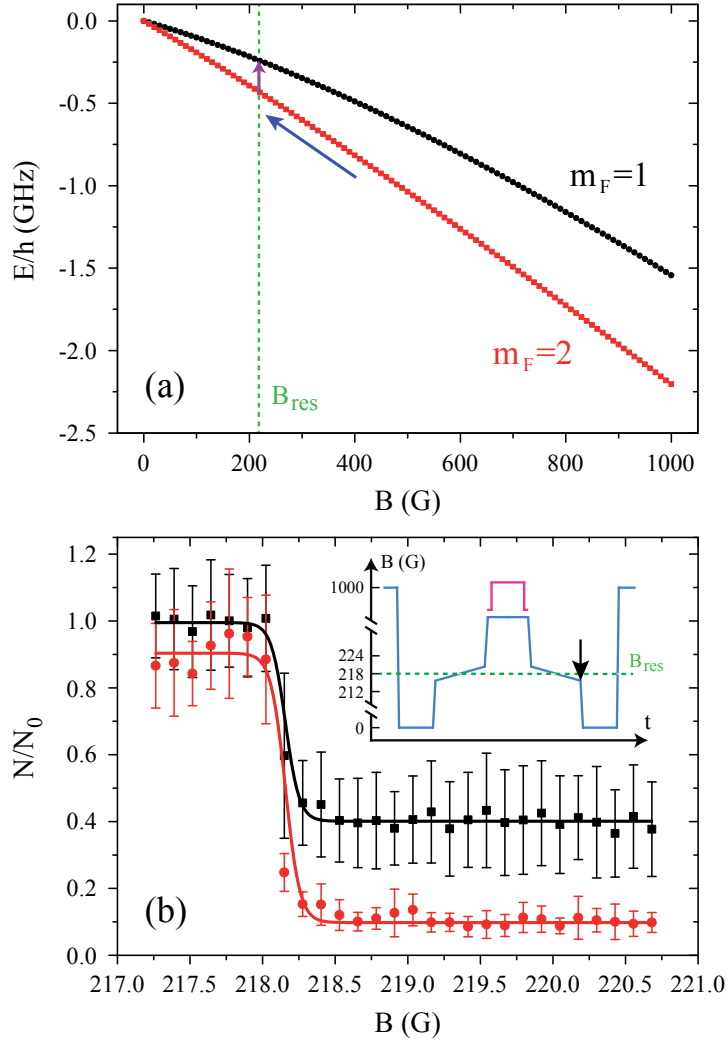 0.0
-0.5
-1.0
-1.5
-2.0
-2.5
E/h (GHz)
m_F=1
m_F=2
(a)
B_res
0 200 400 600 800 1000
B (G)
1.2
1.0
0.8
0.6
0.4
0.2
0.0
N/N_0
B (G)
1000
224
218
212
0
B_res
t
(b)
217.0 217.5 218.0 218.5 219.0 219.5 220.0 220.5 221.0
B (G)